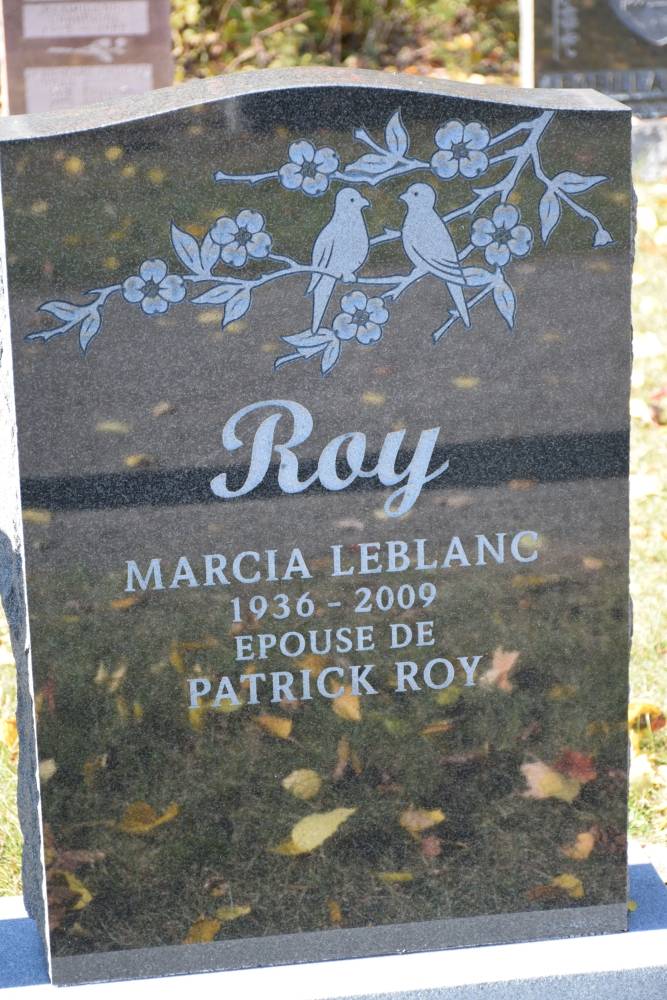 Roy
MARCIA LEBLANC
1936 - 2009
EPOUSE DE
PATRICK ROY